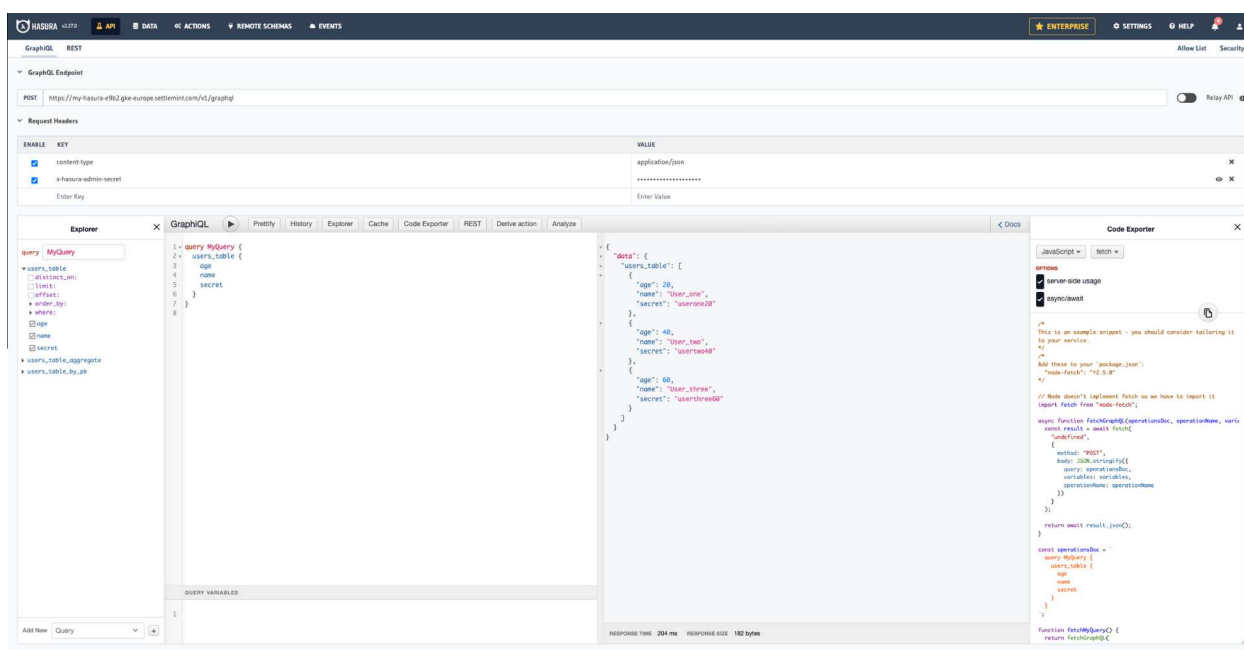 HASURA v2.27.0 API DATA ACTIONS REMOTE SCHEMAS EVENTS ENTERPRISE SETTINGS HELP
GraphiQL REST Allow List Security
GraphQL Endpoint
POST https://my-hasura-e9b2.gke-europe.settlemint.com/v1/graphql Relay API
Request Headers
ENABLE KEY VALUE
content-type application/json
x-hasura-admin-secret ••••••••••••••••••••
Enter Key Enter Value
Explorer
query MyQuery
users_table
distinct_on:
limit:
offset:
order_by:
where:
age
name
secret
users_table_aggregate
users_table_by_pk
Add New Query +
GraphiQL Prettify History Explorer Cache Code Exporter REST Derive action Analyze < Docs
1 query MyQuery {
2 users_table {
3 age
4 name
5 secret
6 }
7 }
8
QUERY VARIABLES
1
{
"data": {
"users_table": [
{
"age": 20,
"name": "User_one",
"secret": "userone20"
},
{
"age": 40,
"name": "User_two",
"secret": "usertwo40"
},
{
"age": 60,
"name": "User_three",
"secret": "userthree60"
}
]
}
}
RESPONSE TIME 204 ms RESPONSE SIZE 182 bytes
Code Exporter
JavaScript fetch
OPTIONS
server-side usage
async/await
/*
This is an example snippet - you should consider tailoring it
to your service.
*/
/*
Add these to your `package.json`:
"node-fetch": "^2.5.0"
*/
// Node doesn't implement fetch so we have to import it
import fetch from "node-fetch";
async function fetchGraphQL(operationsDoc, operationName, varia
const result = await fetch(
"undefined",
{
method: "POST",
body: JSON.stringify({
query: operationsDoc,
variables: variables,
operationName: operationName
})
}
);
return await result.json();
}
const operationsDoc = `
query MyQuery {
users_table {
age
name
secret
}
}
`;
function fetchMyQuery() {
return fetchGraphQL(